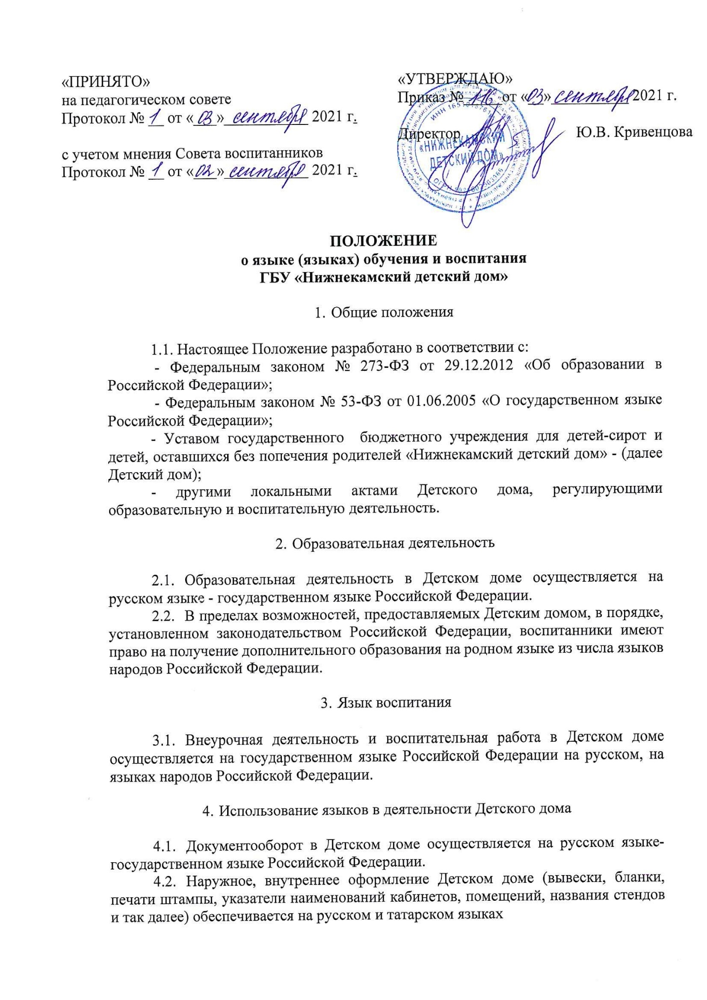 «ПРИНЯТО»
на педагогическом совете
Протокол № 1 от «03» сентября 2021 г.
с учетом мнения Совета воспитанников
Протокол № 1 от «02» сентября 2021 г.
«УТВЕРЖДАЮ»
Приказ № 116 от «03» сентября 2021 г.
Директор Ю.В. Кривенцова
«НИЖНЕКАМСКИЙ
ДЕТСКИЙ ДОМ»
ПОЛОЖЕНИЕ
о языке (языках) обучения и воспитания
ГБУ «Нижнекамский детский дом»
1. Общие положения
1.1. Настоящее Положение разработано в соответствии с:
- Федеральным законом № 273-ФЗ от 29.12.2012 «Об образовании в
Российской Федерации»;
- Федеральным законом № 53-ФЗ от 01.06.2005 «О государственном языке
Российской Федерации»;
- Уставом государственного бюджетного учреждения для детей-сирот и
детей, оставшихся без попечения родителей «Нижнекамский детский дом» - (далее
Детский дом);
- другими локальными актами Детского дома, регулирующими
образовательную и воспитательную деятельность.
2. Образовательная деятельность
2.1. Образовательная деятельность в Детском доме осуществляется на
русском языке - государственном языке Российской Федерации.
2.2. В пределах возможностей, предоставляемых Детским домом, в порядке,
установленном законодательством Российской Федерации, воспитанники имеют
право на получение дополнительного образования на родном языке из числа языков
народов Российской Федерации.
3. Язык воспитания
3.1. Внеурочная деятельность и воспитательная работа в Детском доме
осуществляется на государственном языке Российской Федерации на русском, на
языках народов Российской Федерации.
4. Использование языков в деятельности Детского дома
4.1. Документооборот в Детском доме осуществляется на русском языке-
государственном языке Российской Федерации.
4.2. Наружное, внутреннее оформление Детском доме (вывески, бланки,
печати штампы, указатели наименований кабинетов, помещений, названия стендов
и так далее) обеспечивается на русском и татарском языках